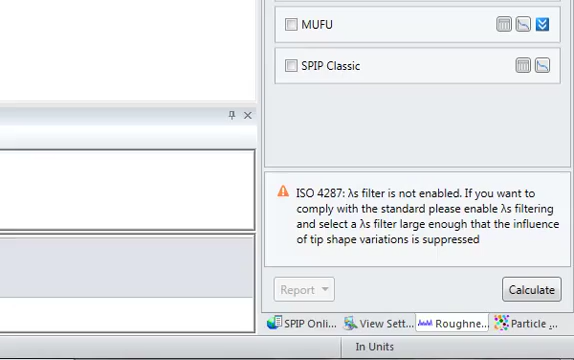 MUFU
SPIP Classic
ISO 4287: λs filter is not enabled. If you want to
comply with the standard please enable λs filtering
and select a λs filter large enough that the influence
of tip shape variations is suppressed
Report
Calculate
SPIP Onli... View Sett... Roughne... Particle ...
In Units